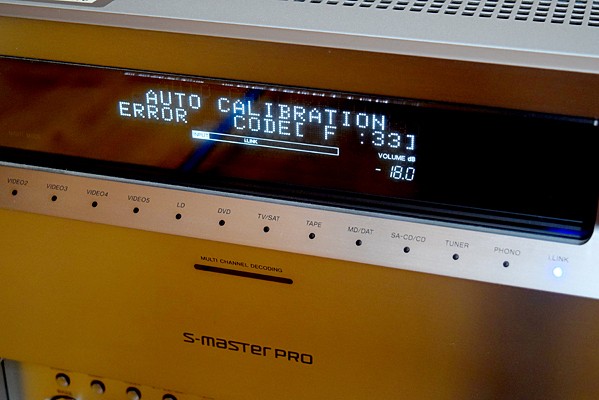 AUTO CALIBRATION
ERROR CODE[ F :33]
INPUT
I.LINK
VOLUME dB
-18.0
VIDEO2 VIDEO3 VIDEO4 VIDEO5 LD DVD TV/SAT TAPE MD/DAT SA-CD/CD TUNER PHONO I.LINK
MULTI CHANNEL DECODING
S-MASTER PRO